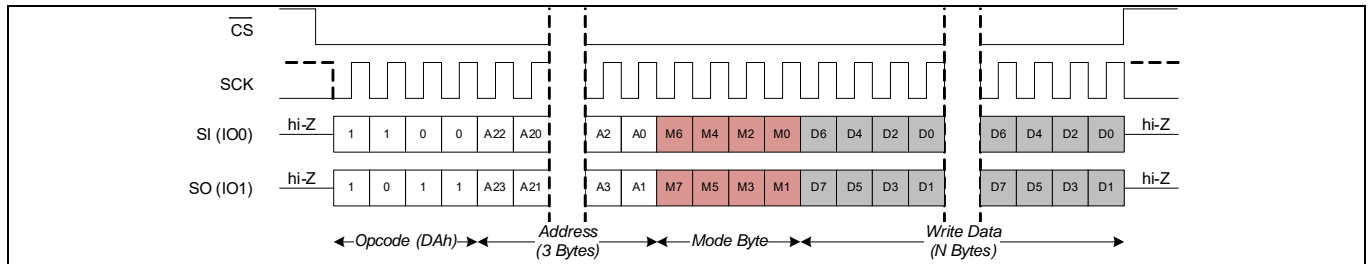 CS
SCK
SI (IO0) hi-Z 1 1 0 0 A22 A20 A2 A0 M6 M4 M2 M0 D6 D4 D2 D0 D6 D4 D2 D0 hi-Z
SO (IO1) hi-Z 1 0 1 1 A23 A21 A3 A1 M7 M5 M3 M1 D7 D5 D3 D1 D7 D5 D3 D1 hi-Z
Opcode (DAh) Address Mode Byte Write Data
(3 Bytes) (N Bytes)